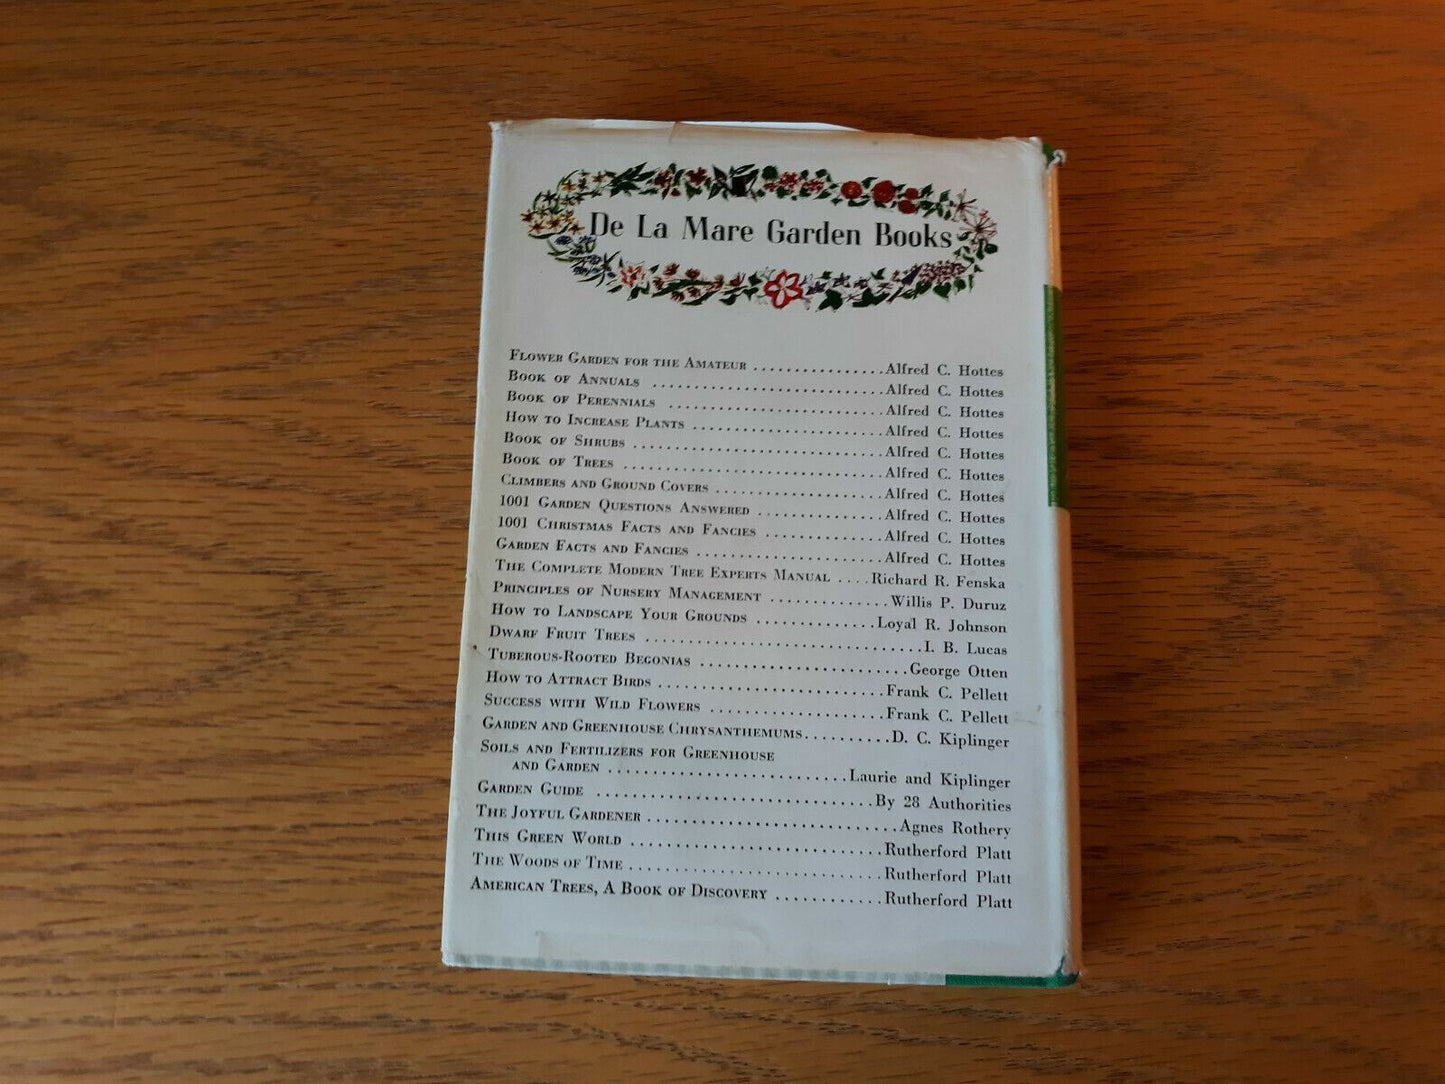 De La Mare Garden Books
FLOWER GARDEN FOR THE AMATEUR ................Alfred C. Hottes
BOOK OF ANNUALS ............................Alfred C. Hottes
BOOK OF PERENNIALS ..........................Alfred C. Hottes
HOW TO INCREASE PLANTS .......................Alfred C. Hottes
BOOK OF SHRUBS ..............................Alfred C. Hottes
BOOK OF TREES ...............................Alfred C. Hottes
CLIMBERS AND GROUND COVERS ....................Alfred C. Hottes
1001 GARDEN QUESTIONS ANSWERED ...............Alfred C. Hottes
1001 CHRISTMAS FACTS AND FANCIES ..............Alfred C. Hottes
GARDEN FACTS AND FANCIES ......................Alfred C. Hottes
THE COMPLETE MODERN TREE EXPERTS MANUAL ....Richard R. Fenska
PRINCIPLES OF NURSERY MANAGEMENT ..............Willis P. Duruz
HOW TO LANDSCAPE YOUR GROUNDS ..............Loyal R. Johnson
DWARF FRUIT TREES .................................I. B. Lucas
TUBEROUS-ROOTED BEGONIAS .........................George Otten
HOW TO ATTRACT BIRDS ...........................Frank C. Pellett
SUCCESS WITH WILD FLOWERS .....................Frank C. Pellett
GARDEN AND GREENHOUSE CHRYSANTHEMUMS..........D. C. Kiplinger
SOILS AND FERTILIZERS FOR GREENHOUSE
AND GARDEN ...........................Laurie and Kiplinger
GARDEN GUIDE ................................By 28 Authorities
THE JOYFUL GARDENER .............................Agnes Rothery
THIS GREEN WORLD .............................Rutherford Platt
THE WOODS OF TIME .............................Rutherford Platt
AMERICAN TREES, A BOOK OF DISCOVERY ............Rutherford Platt